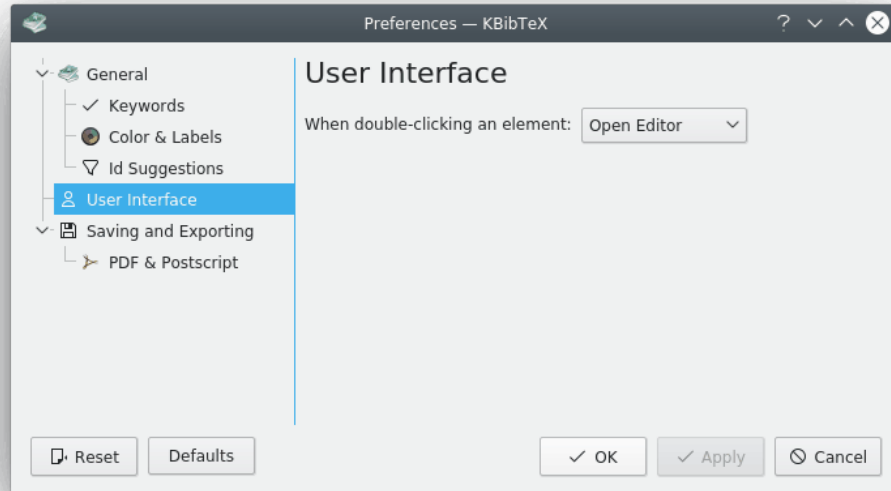 Preferences — KBibTeX
General
Keywords
Color & Labels
Id Suggestions
User Interface
Saving and Exporting
PDF & Postscript
User Interface
When double-clicking an element: Open Editor
Reset Defaults OK Apply Cancel